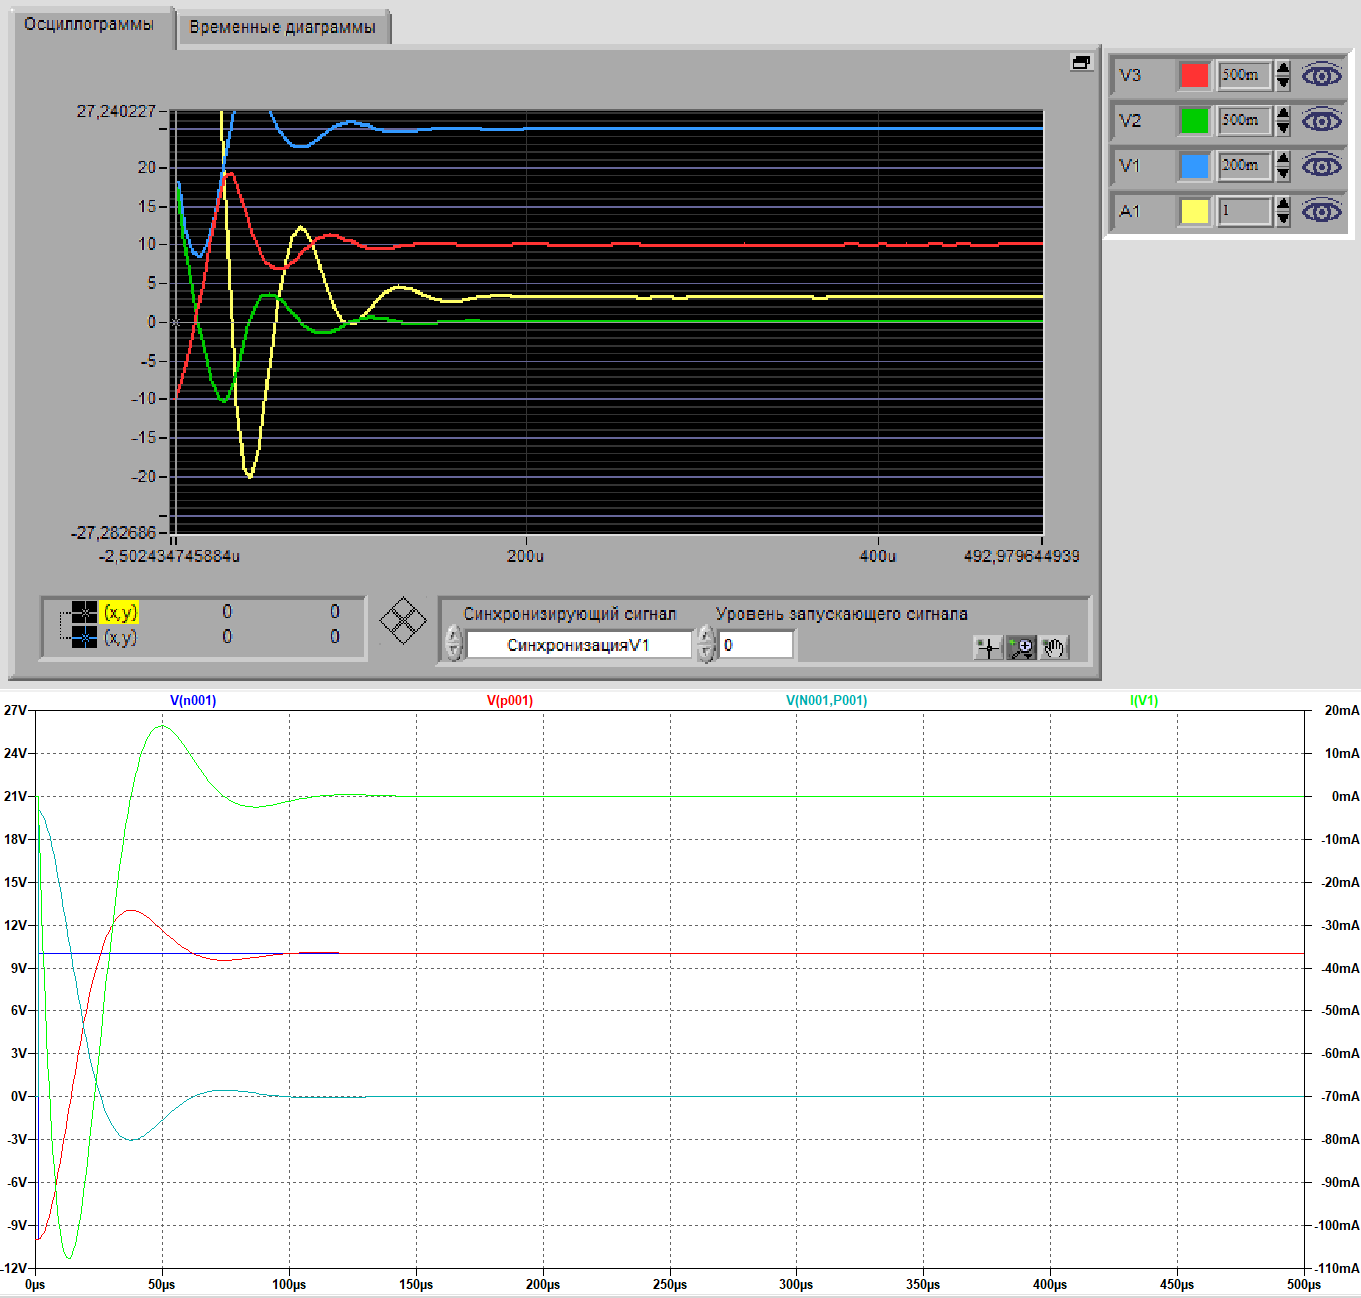 Осциллограммы
Временные диаграммы
V3 500m
V2 500m
V1 200m
A1 1
27,240227
20
15
10
5
0
-5
-10
-15
-20
-27,282686
-2,502434745884u 200u 400u 492,979644939
(x,y) 0 0
(x,y) 0 0
Синхронизирующий сигнал Уровень запускающего сигнала
СинхронизацияV1 0
V(n001) V(p001) V(N001,P001) I(V1)
27V 20mA
24V 10mA
21V 0mA
18V -10mA
15V -20mA
12V -30mA
9V -40mA
6V -50mA
3V -60mA
0V -70mA
-3V -80mA
-6V -90mA
-9V -100mA
-12V -110mA
0µs 50µs 100µs 150µs 200µs 250µs 300µs 350µs 400µs 450µs 500µs